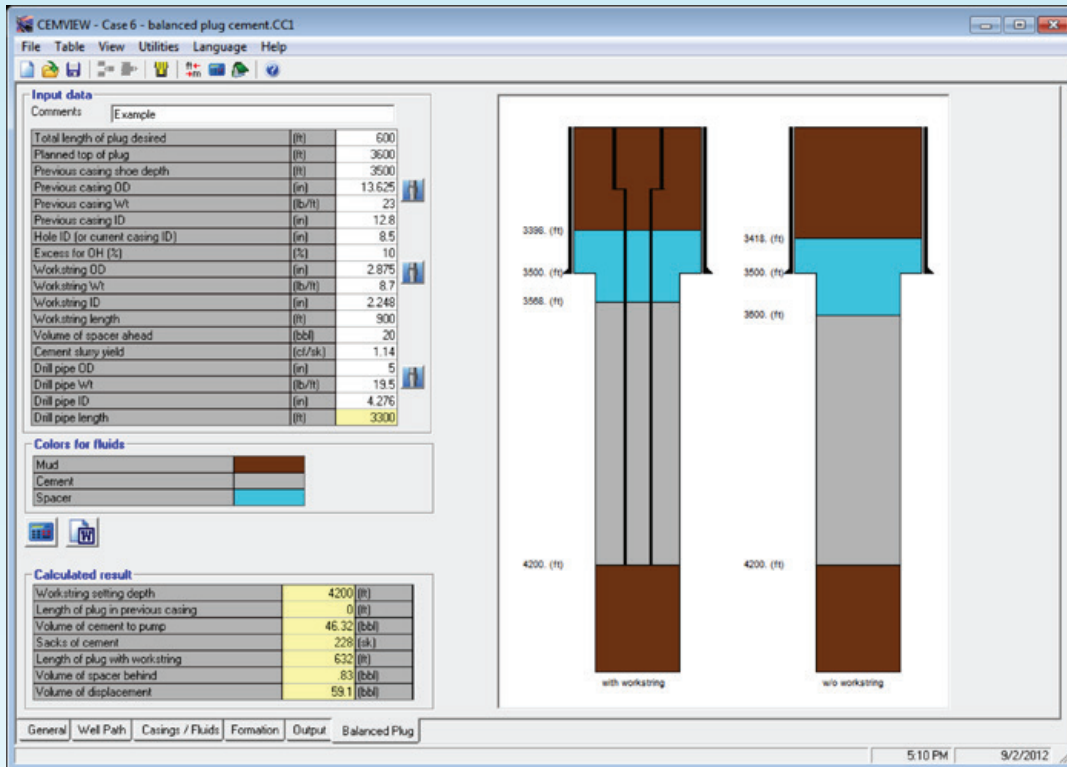 CEMVIEW - Case 6 - balanced plug cement.CC1
File Table View Utilities Language Help
Input data
Comments Example
Total length of plug desired (ft) 600
Planned top of plug (ft) 3600
Previous casing shoe depth (ft) 3500
Previous casing OD (in) 13.625
Previous casing Wt (lb/ft) 23
Previous casing ID (in) 12.8
Hole ID (or current casing ID) (in) 8.5
Excess for OH (%) (%) 10
Workstring OD (in) 2.875
Workstring Wt (lb/ft) 8.7
Workstring ID (in) 2.248
Workstring length (ft) 900
Volume of spacer ahead (bbl) 20
Cement slurry yield (cf/sk) 1.14
Drill pipe OD (in) 5
Drill pipe Wt (lb/ft) 19.5
Drill pipe ID (in) 4.276
Drill pipe length (ft) 3300
Colors for fluids
Mud
Cement
Spacer
Calculated result
Workstring setting depth 4200 (ft)
Length of plug in previous casing 0 (ft)
Volume of cement to pump 46.32 (bbl)
Sacks of cement 228 (sk)
Length of plug with workstring 632 (ft)
Volume of spacer behind .83 (bbl)
Volume of displacement 59.1 (bbl)
3398. (ft)
3500. (ft)
3568. (ft)
4200. (ft)
with workstring
3418. (ft)
3500. (ft)
3600. (ft)
4200. (ft)
w/o workstring
General Well Path Casings / Fluids Formation Output Balanced Plug
5:10 PM 9/2/2012